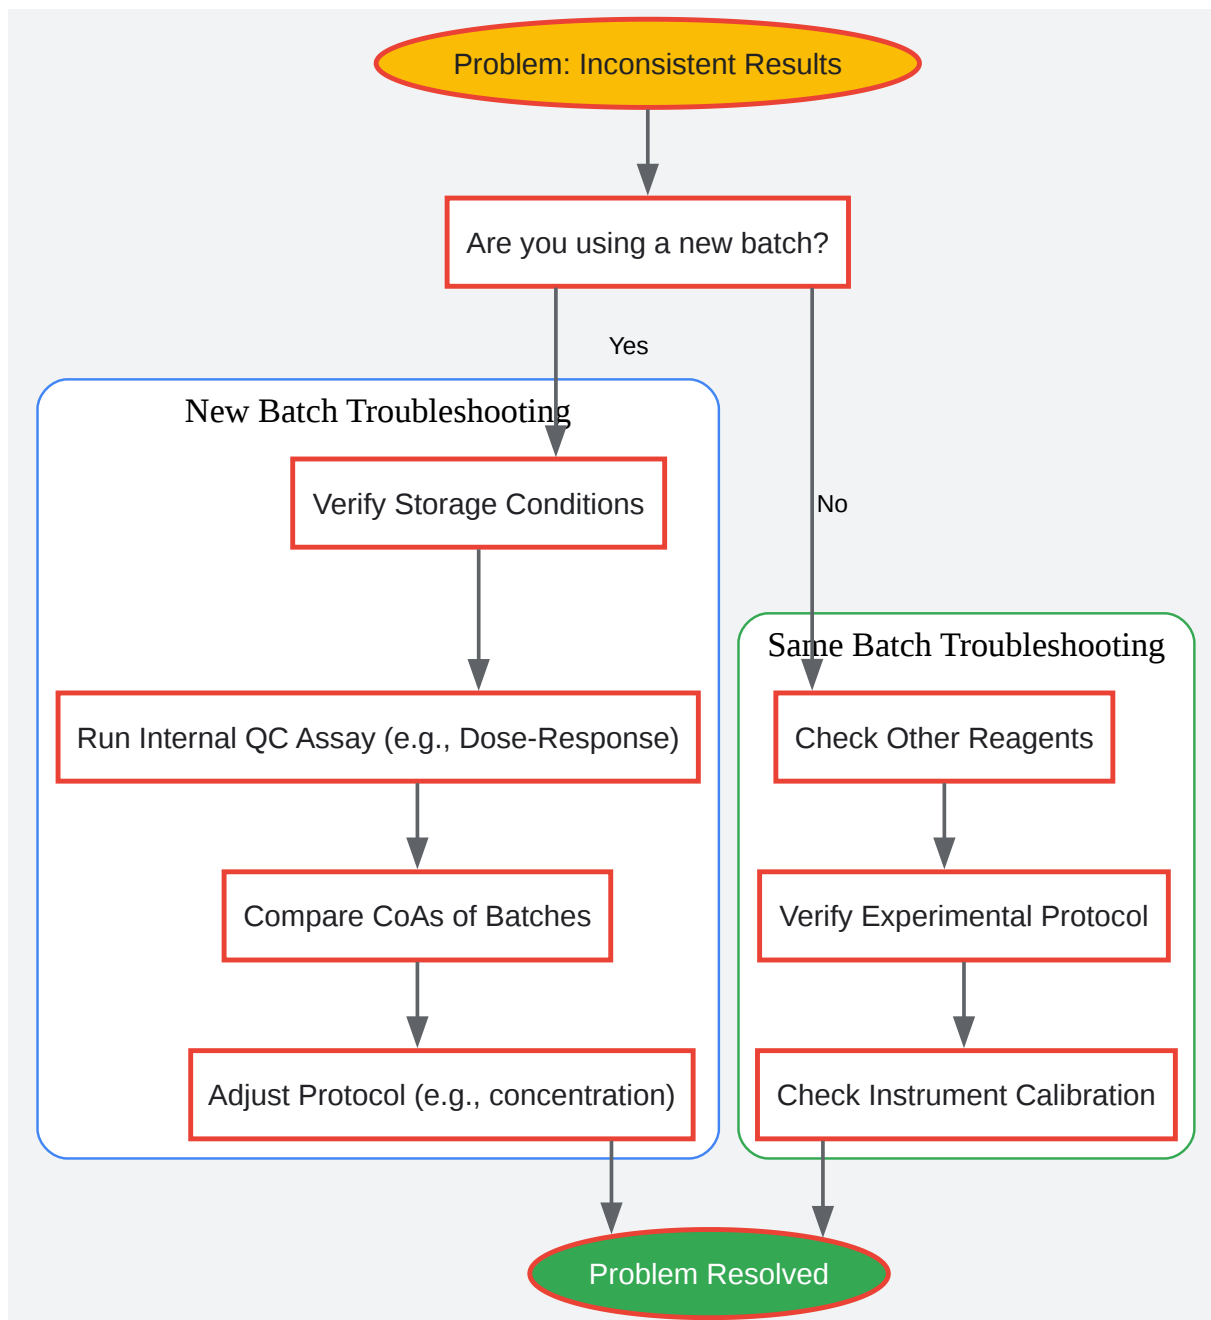 Problem: Inconsistent Results
Are you using a new batch?
Yes
New Batch Troubleshooting
Verify Storage Conditions
Run Internal QC Assay (e.g., Dose-Response)
Compare CoAs of Batches
Adjust Protocol (e.g., concentration)
No
Same Batch Troubleshooting
Check Other Reagents
Verify Experimental Protocol
Check Instrument Calibration
Problem Resolved